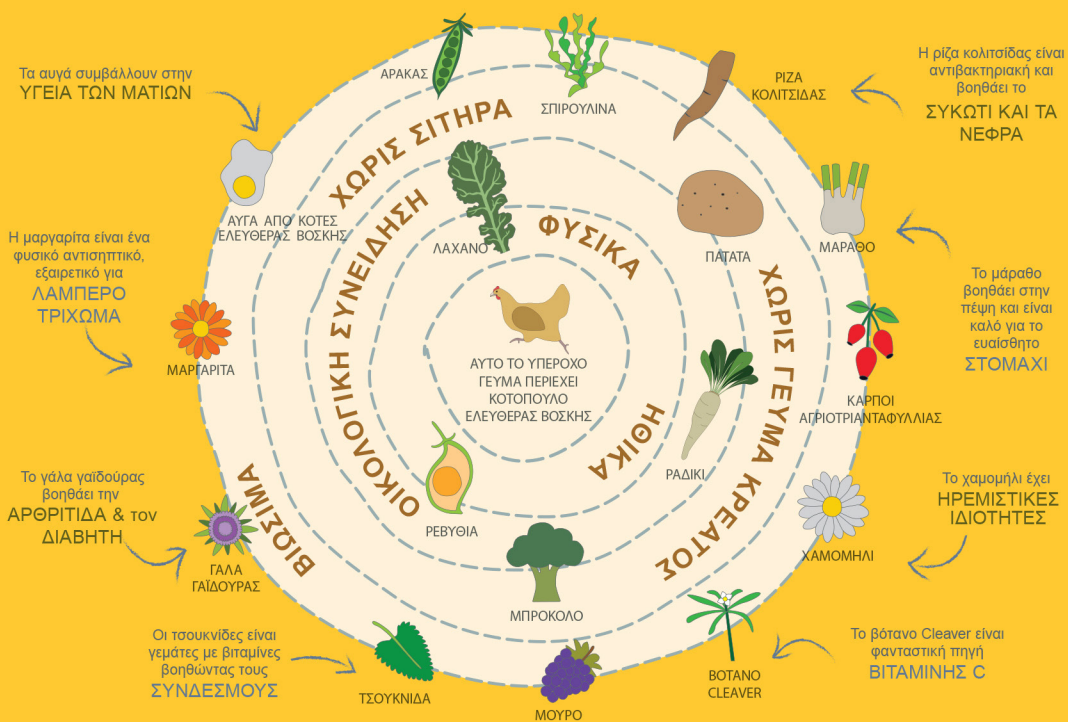 ΑΡΑΚΑΣ
ΣΠΙΡΟΥΛΙΝΑ
ΡΙΖΑ
ΚΟΛΙΤΣΙΔΑΣ
Η ρίζα κολιτσίδας είναι
αντιβακτηριακή και
βοηθάει το
ΣΥΚΩΤΙ ΚΑΙ ΤΑ
ΝΕΦΡΑ
Τα αυγά συμβάλλουν στην
ΥΓΕΙΑ ΤΩΝ ΜΑΤΙΩΝ
ΑΥΓΑ ΑΠΟ ΚΟΤΕΣ
ΕΛΕΥΘΕΡΑΣ ΒΟΣΚΗΣ
ΧΩΡΙΣ ΣΙΤΗΡΑ
ΛΑΧΑΝΟ
ΦΥΣΙΚΑ
ΠΑΤΑΤΑ
ΜΑΡΑΘΟ
Η μαργαρίτα είναι ένα
φυσικό αντισηπτικό,
εξαιρετικό για
ΛΑΜΠΕΡΟ
ΤΡΙΧΩΜΑ
ΜΑΡΓΑΡΙΤΑ
ΟΙΚΟΛΟΓΙΚΗ ΣΥΝΕΙΔΗΣΗ
ΑΥΤΟ ΤΟ ΥΠΕΡΟΧΟ
ΓΕΥΜΑ ΠΕΡΙΕΧΕΙ
ΚΟΤΟΠΟΥΛΟ
ΕΛΕΥΘΕΡΑΣ ΒΟΣΚΗΣ
ΧΩΡΙΣ ΓΕΥΜΑ ΚΡΕΑΤΟΣ
Το μάραθο
βοηθάει στην
πέψη και είναι
καλό για το
ευαίσθητο
ΣΤΟΜΑΧΙ
ΚΑΡΠΟΙ
ΑΓΡΙΟΤΡΙΑΝΤΑΦΥΛΛΙΑΣ
ΗΘΙΚΑ
ΡΑΔΙΚΙ
ΡΕΒΥΘΙΑ
Το γάλα γαϊδούρας
βοηθάει την
ΑΡΘΡΙΤΙΔΑ & τον
ΔΙΑΒΗΤΗ
ΓΑΛΑ
ΓΑΪΔΟΥΡΑΣ
ΒΙΩΣΙΜΑ
Το χαμομήλι έχει
ΗΡΕΜΙΣΤΙΚΕΣ
ΙΔΙΟΤΗΤΕΣ
ΧΑΜΟΜΗΛΙ
ΜΠΡΟΚΟΛΟ
Οι τσουκνίδες είναι
γεμάτες με βιταμίνες
βοηθώντας τους
ΣΥΝΔΕΣΜΟΥΣ
ΤΣΟΥΚΝΙΔΑ
ΜΟΥΡΟ
ΒΟΤΑΝΟ
CLEAVER
Το βότανο Cleaver είναι
φανταστική πηγή
ΒΙΤΑΜΙΝΗΣ C